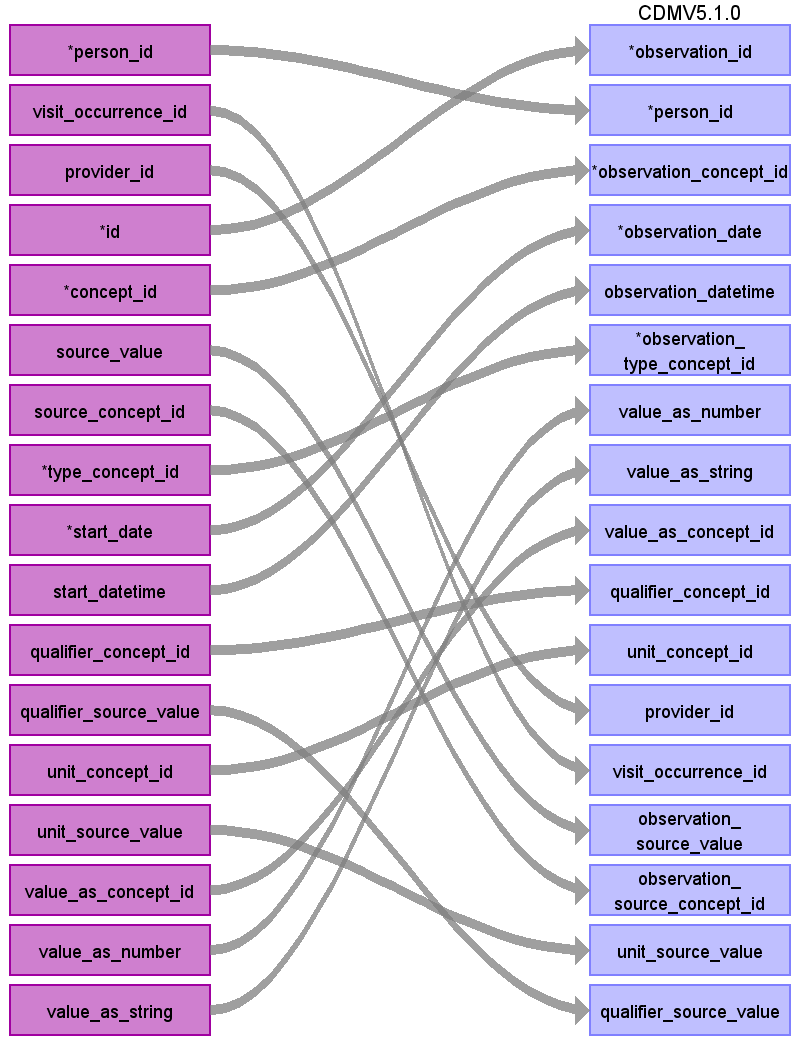 CDMV5.1.0
*person_id
visit_occurrence_id
provider_id
*id
*concept_id
source_value
source_concept_id
*type_concept_id
*start_date
start_datetime
qualifier_concept_id
qualifier_source_value
unit_concept_id
unit_source_value
value_as_concept_id
value_as_number
value_as_string
*observation_id
*person_id
*observation_concept_id
*observation_date
observation_datetime
*observation_
type_concept_id
value_as_number
value_as_string
value_as_concept_id
qualifier_concept_id
unit_concept_id
provider_id
visit_occurrence_id
observation_
source_value
observation_
source_concept_id
unit_source_value
qualifier_source_value